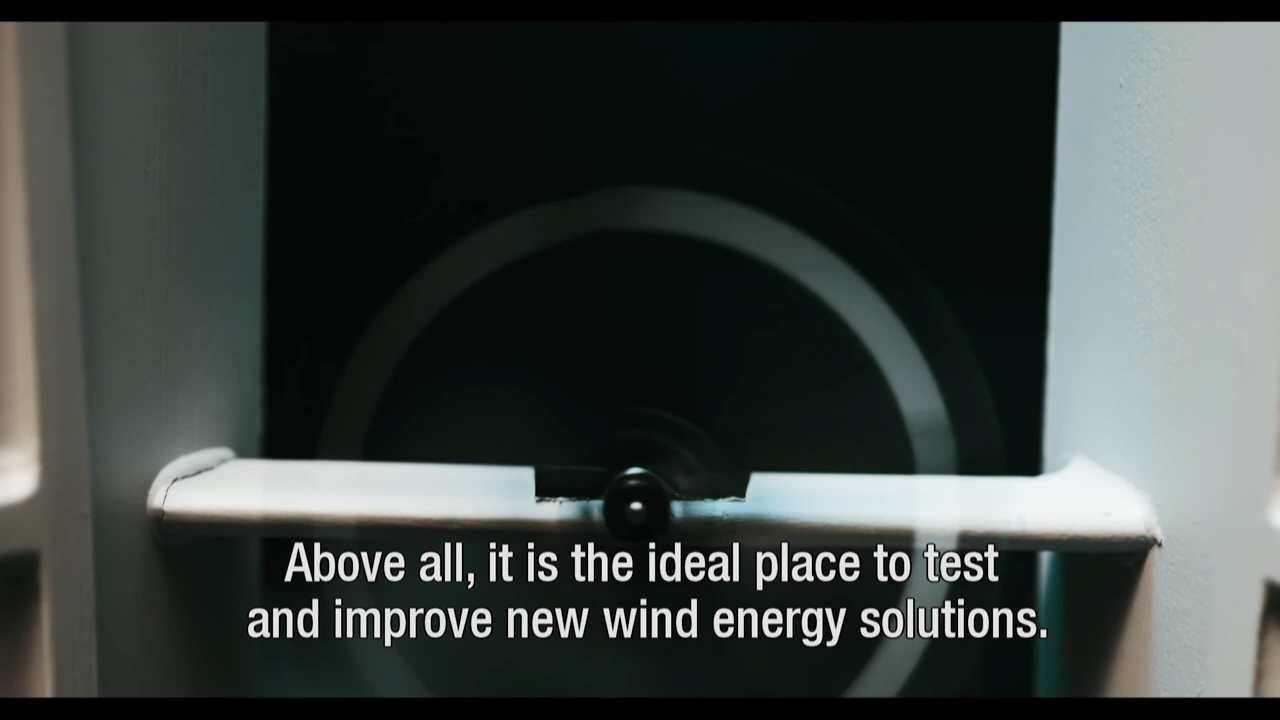 Above all, it is the ideal place to test
and improve new wind energy solutions.